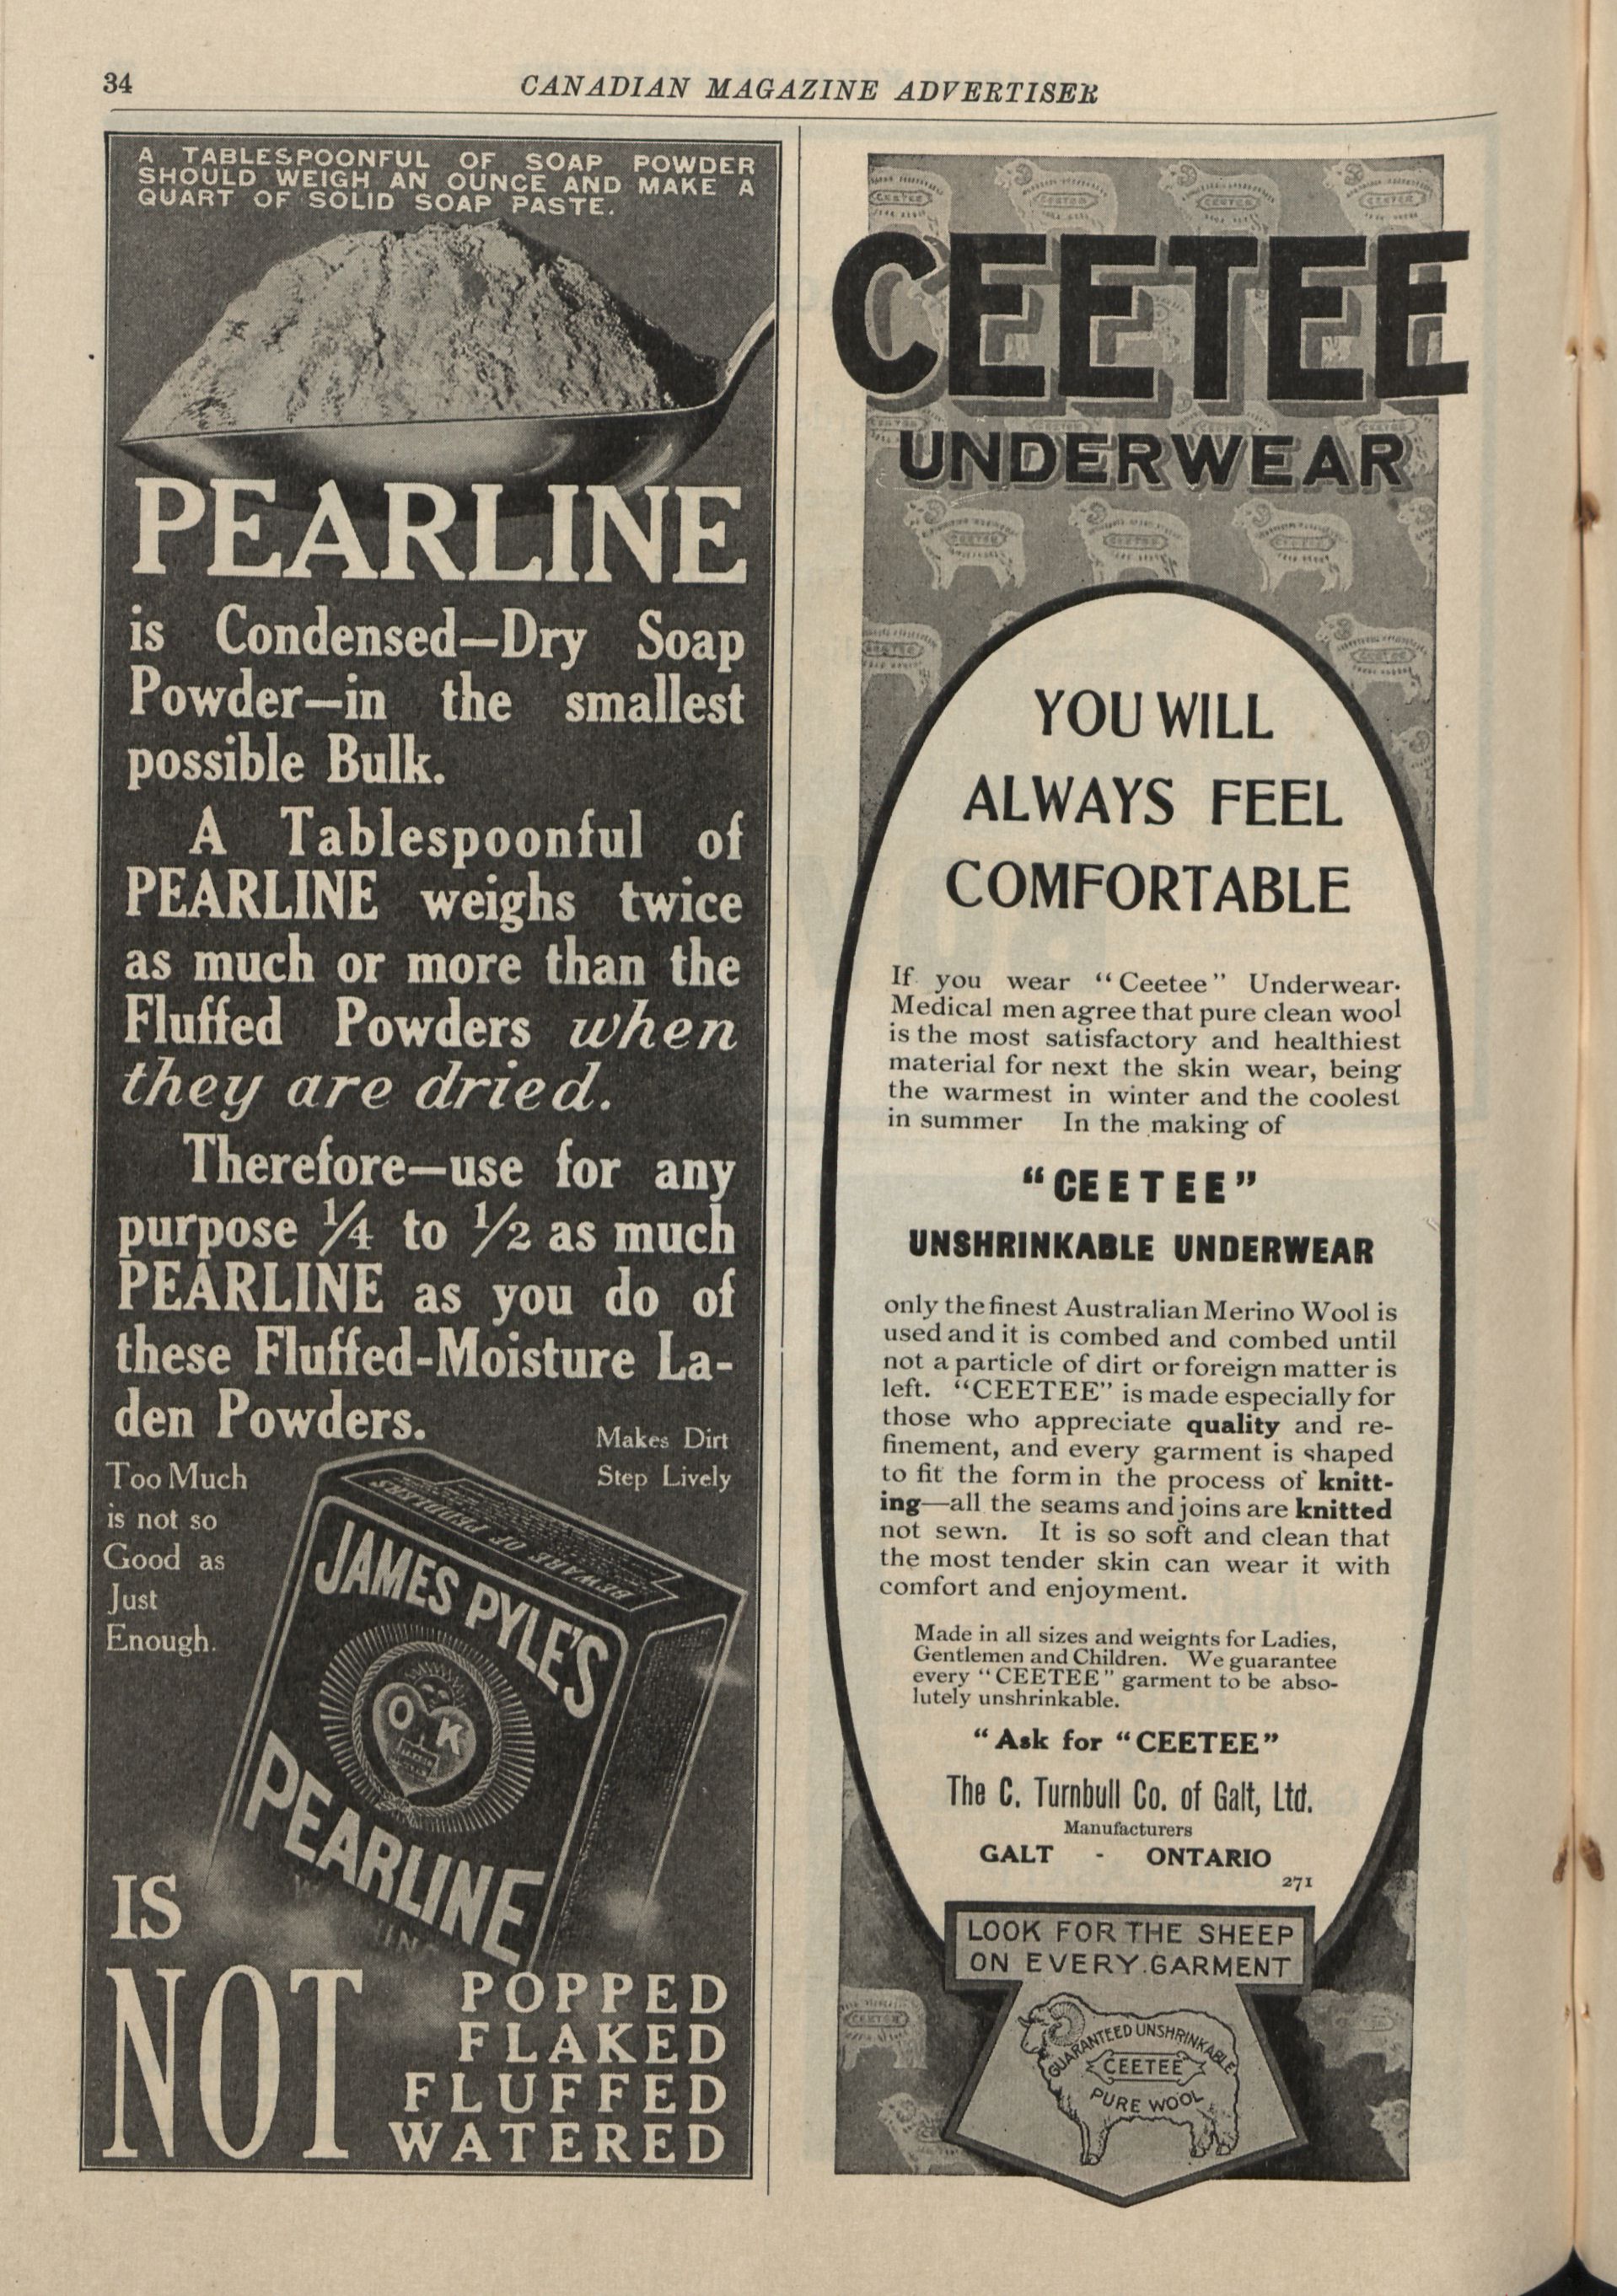 34
CANADIAN MAGAZINE ADVERTISER
A TABLESPOONFUL OF SOAP POWDER
SHOULD WEIGH AN OUNCE AND MAKE A
QUART OF SOLID SOAP PASTE.
PEARLINE
is Condensed—Dry Soap
Powder—in the smallest
possible Bulk.
A Tablespoonful of
PEARLINE weighs twice
as much or more than the
Fluffed Powders when
they are dried.
Therefore—use for any
purpose ¼ to ½ as much
PEARLINE as you do of
these Fluffed-Moisture La-
den Powders.
Makes Dirt
Step Lively
Too Much
is not so
Good as
Just
Enough.
BEWARE OF PEDDLERS
JAMES PYLE'S
O K
PEARLINE
IS
NOT
POPPED
FLAKED
FLUFFED
WATERED
CEETEE
UNDERWEAR
YOU WILL
ALWAYS FEEL
COMFORTABLE
If you wear "Ceetee" Underwear.
Medical men agree that pure clean wool
is the most satisfactory and healthiest
material for next the skin wear, being
the warmest in winter and the coolest
in summer In the making of
"CEETEE"
UNSHRINKABLE UNDERWEAR
only the finest Australian Merino Wool is
used and it is combed and combed until
not a particle of dirt or foreign matter is
left. "CEETEE" is made especially for
those who appreciate quality and re-
finement, and every garment is shaped
to fit the form in the process of knitt-
ing—all the seams and joins are knitted
not sewn. It is so soft and clean that
the most tender skin can wear it with
comfort and enjoyment.
Made in all sizes and weights for Ladies,
Gentlemen and Children. We guarantee
every "CEETEE" garment to be abso-
lutely unshrinkable.
"Ask for "CEETEE"
The C. Turnbull Co. of Galt, Ltd.
Manufacturers
GALT - ONTARIO
271
LOOK FOR THE SHEEP
ON EVERY GARMENT
GUARANTEED UNSHRINKABLE
CEETEE
PURE WOOL